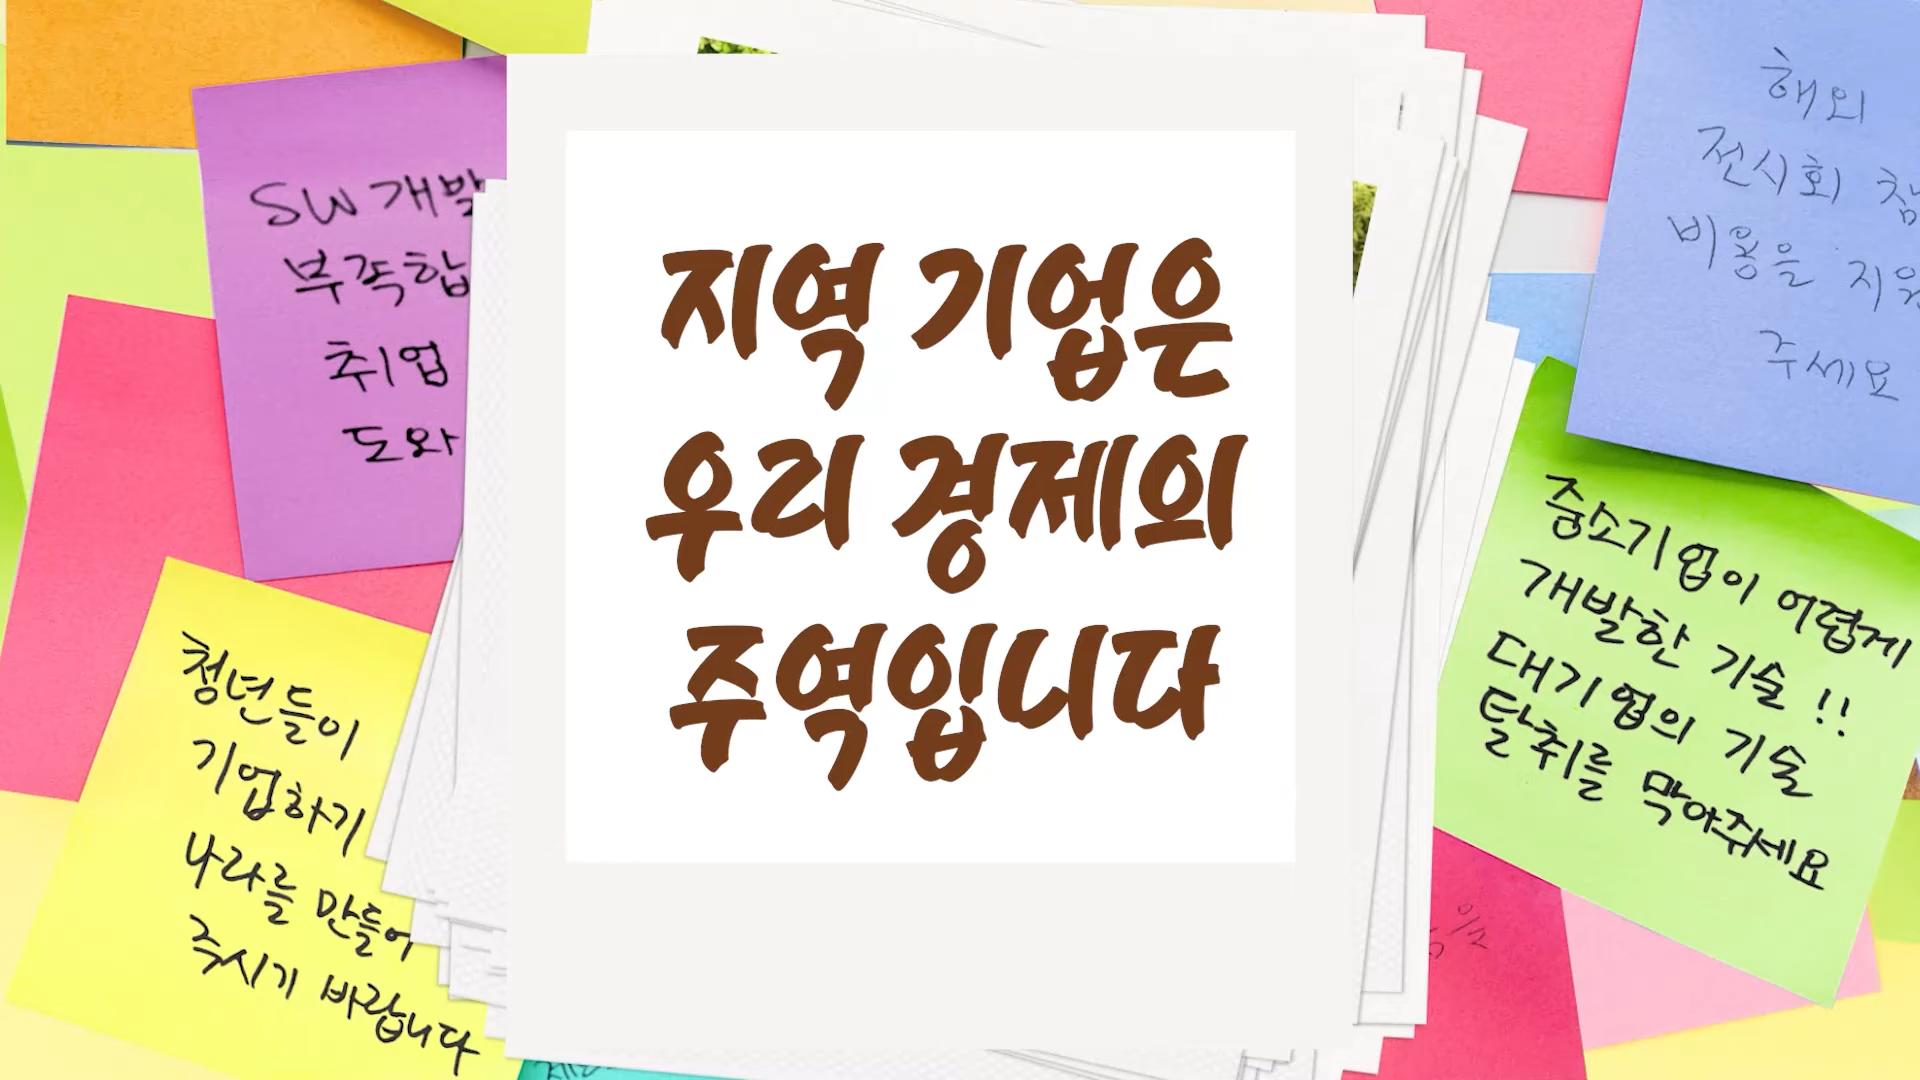 지역 기업은
우리 경제의
주역입니다
SW 개발
부족합
취업
도와
청년들이
기업하기
나라를 만들어
주시기 바랍니다
해외
전시회 참
비용을 지원
주세요
중소기업이 어렵게
개발한 기술 !!
대기업의 기술
탈취를 막아주세요